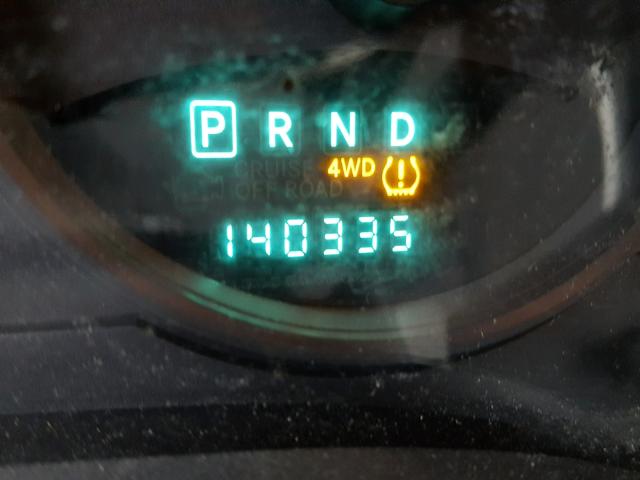 P R N D
CRUISE 4WD
OFF ROAD
140335